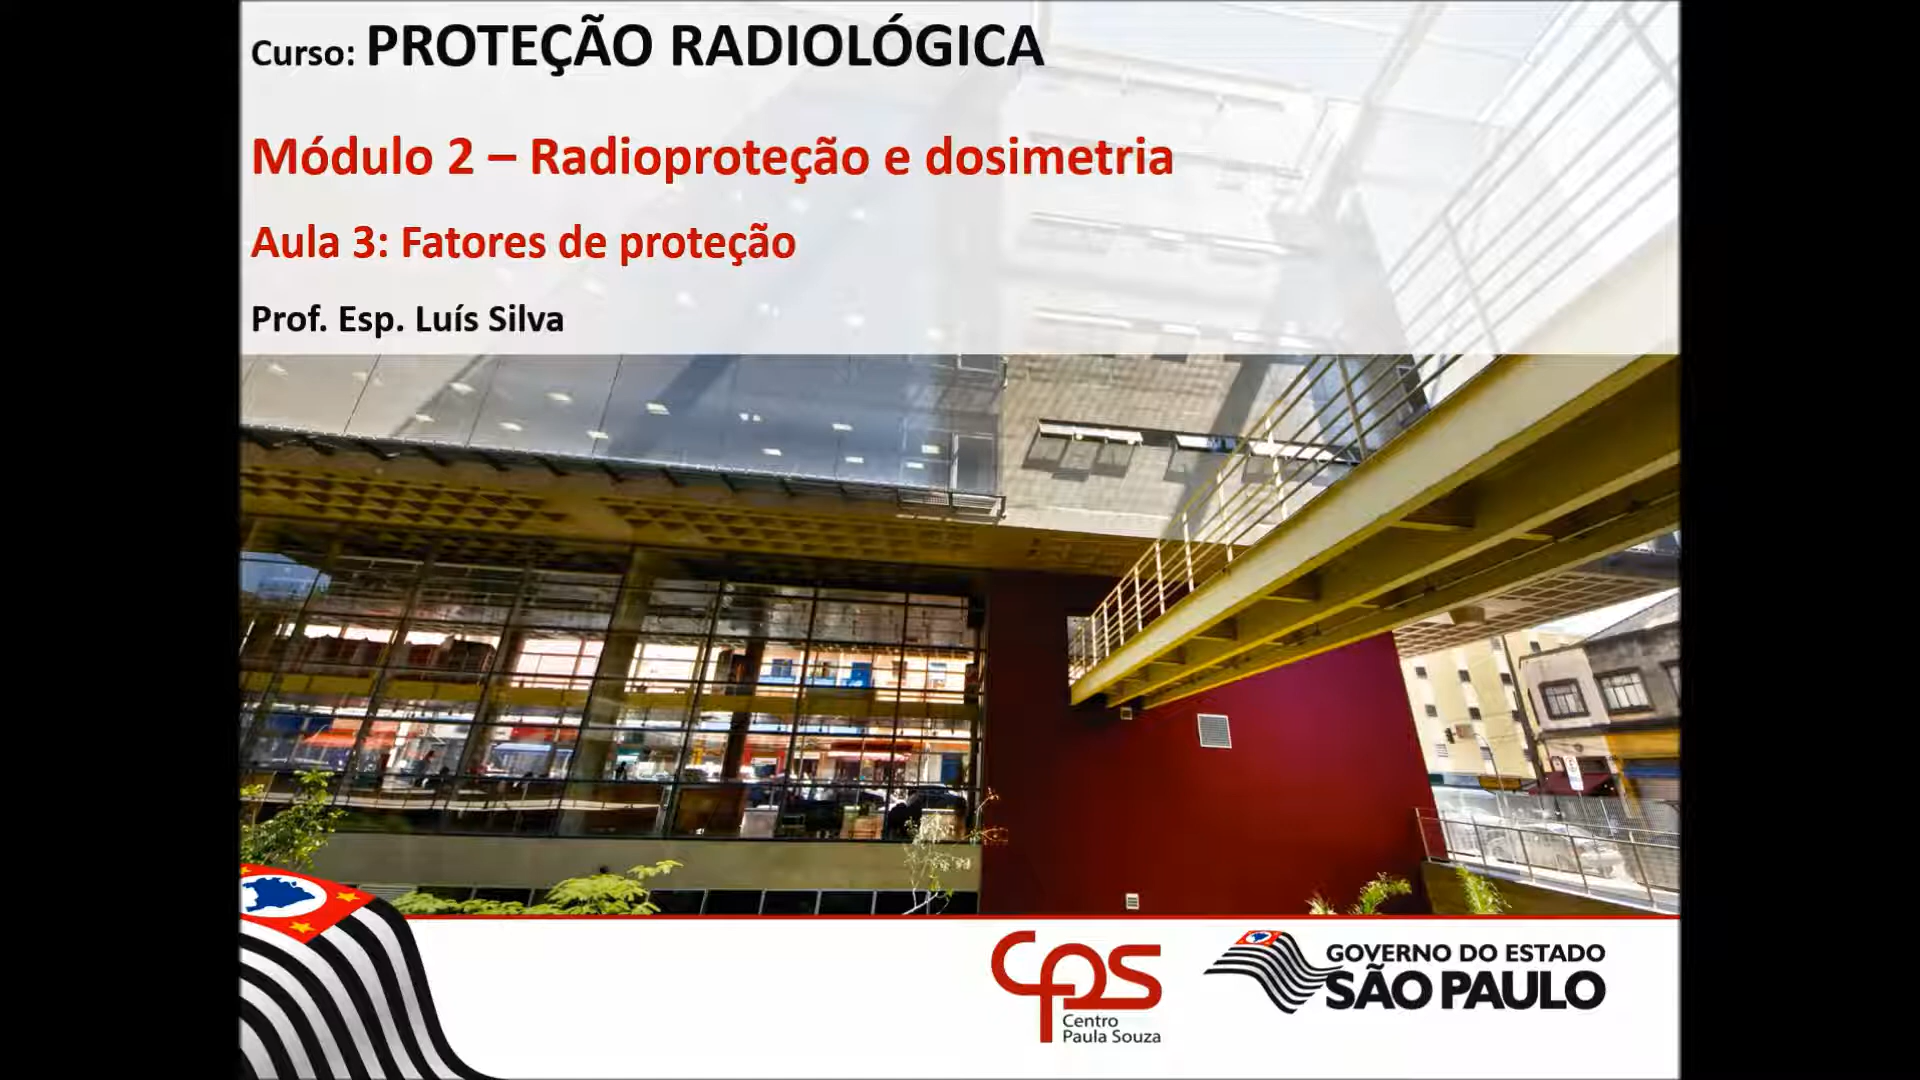 Curso: PROTEÇÃO RADIOLÓGICA
Módulo 2 – Radioproteção e dosimetria
Aula 3: Fatores de proteção
Prof. Esp. Luís Silva
CPS
Centro
Paula Souza
GOVERNO DO ESTADO
SÃO PAULO